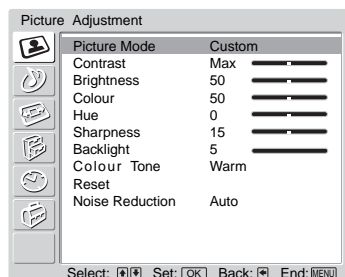 Picture Adjustment
Picture Mode Custom
Contrast Max
Brightness 50
Colour 50
Hue 0
Sharpness 15
Backlight 5
Colour Tone Warm
Reset
Noise Reduction Auto
Select: Set: OK Back: End: MENU